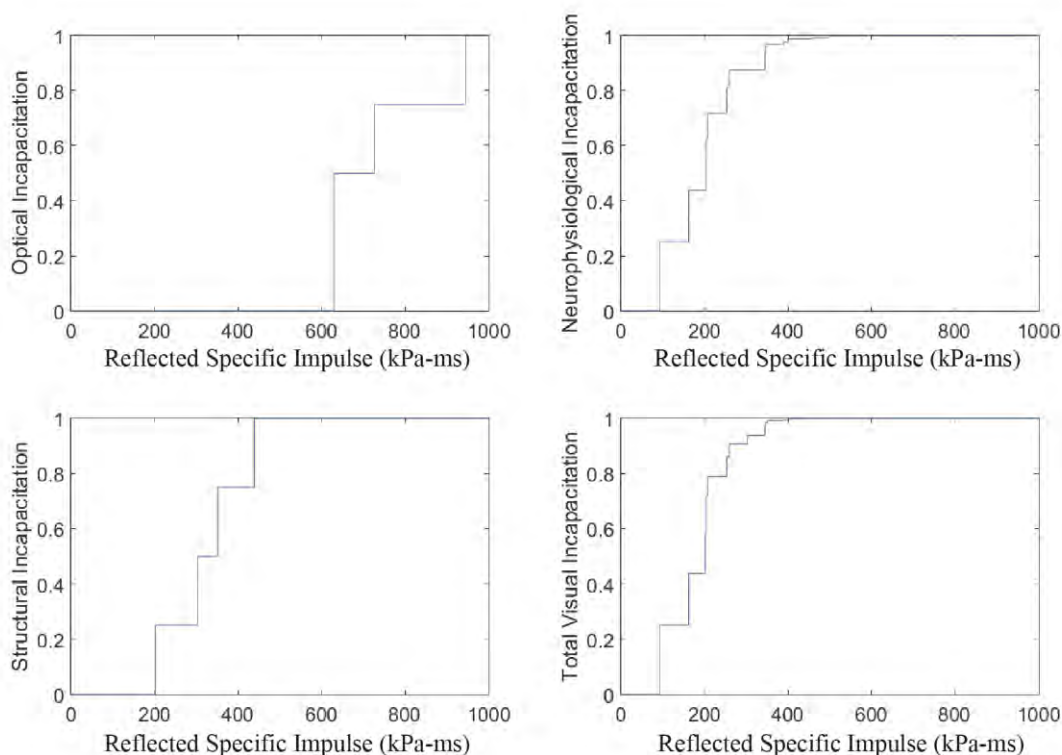 Optical Incapacitation
1
0.8
0.6
0.4
0.2
0
0 200 400 600 800 1000
Reflected Specific Impulse (kPa-ms)
Neurophysiological Incapacitation
1
0.8
0.6
0.4
0.2
0
0 200 400 600 800 1000
Reflected Specific Impulse (kPa-ms)
Structural Incapacitation
1
0.8
0.6
0.4
0.2
0
0 200 400 600 800 1000
Reflected Specific Impulse (kPa-ms)
Total Visual Incapacitation
1
0.8
0.6
0.4
0.2
0
0 200 400 600 800 1000
Reflected Specific Impulse (kPa-ms)